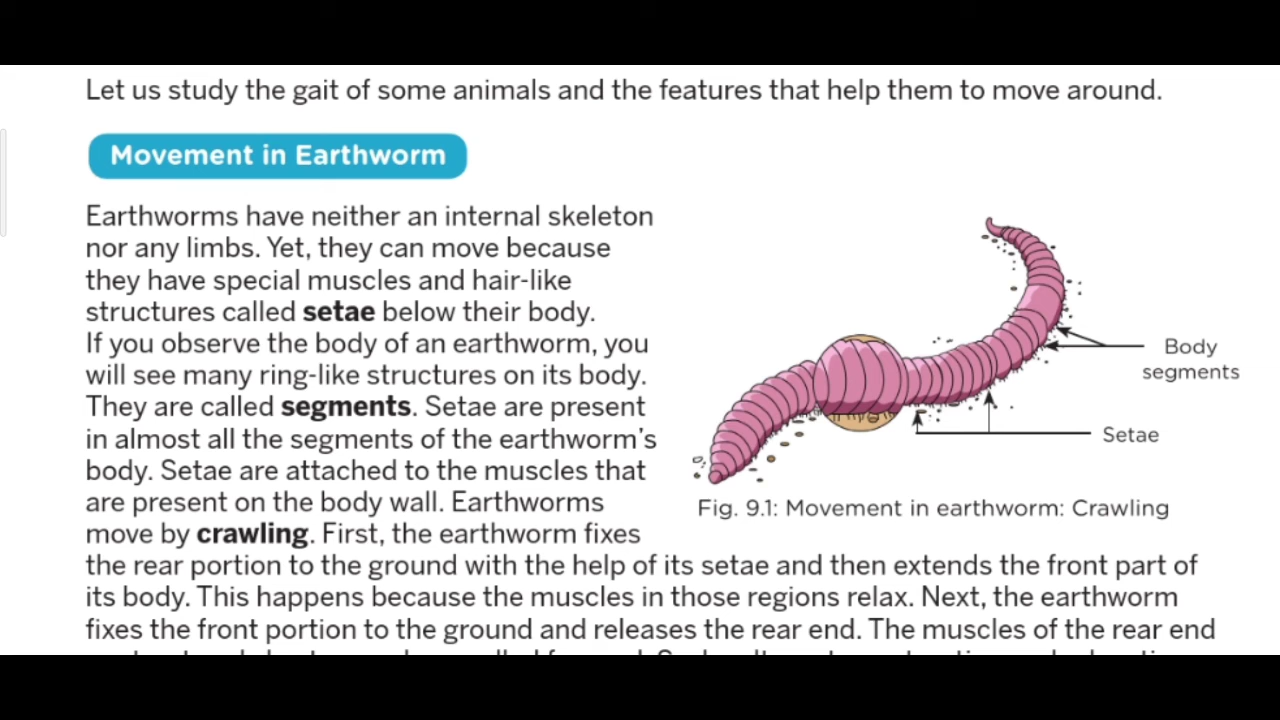 Let us study the gait of some animals and the features that help them to move around.
Movement in Earthworm
Earthworms have neither an internal skeleton
nor any limbs. Yet, they can move because
they have special muscles and hair-like
structures called setae below their body.
If you observe the body of an earthworm, you
will see many ring-like structures on its body.
They are called segments. Setae are present
in almost all the segments of the earthworm's
body. Setae are attached to the muscles that
are present on the body wall. Earthworms
move by crawling. First, the earthworm fixes
the rear portion to the ground with the help of its setae and then extends the front part of
its body. This happens because the muscles in those regions relax. Next, the earthworm
fixes the front portion to the ground and releases the rear end. The muscles of the rear end
Body
segments
Setae
Fig. 9.1: Movement in earthworm: Crawling